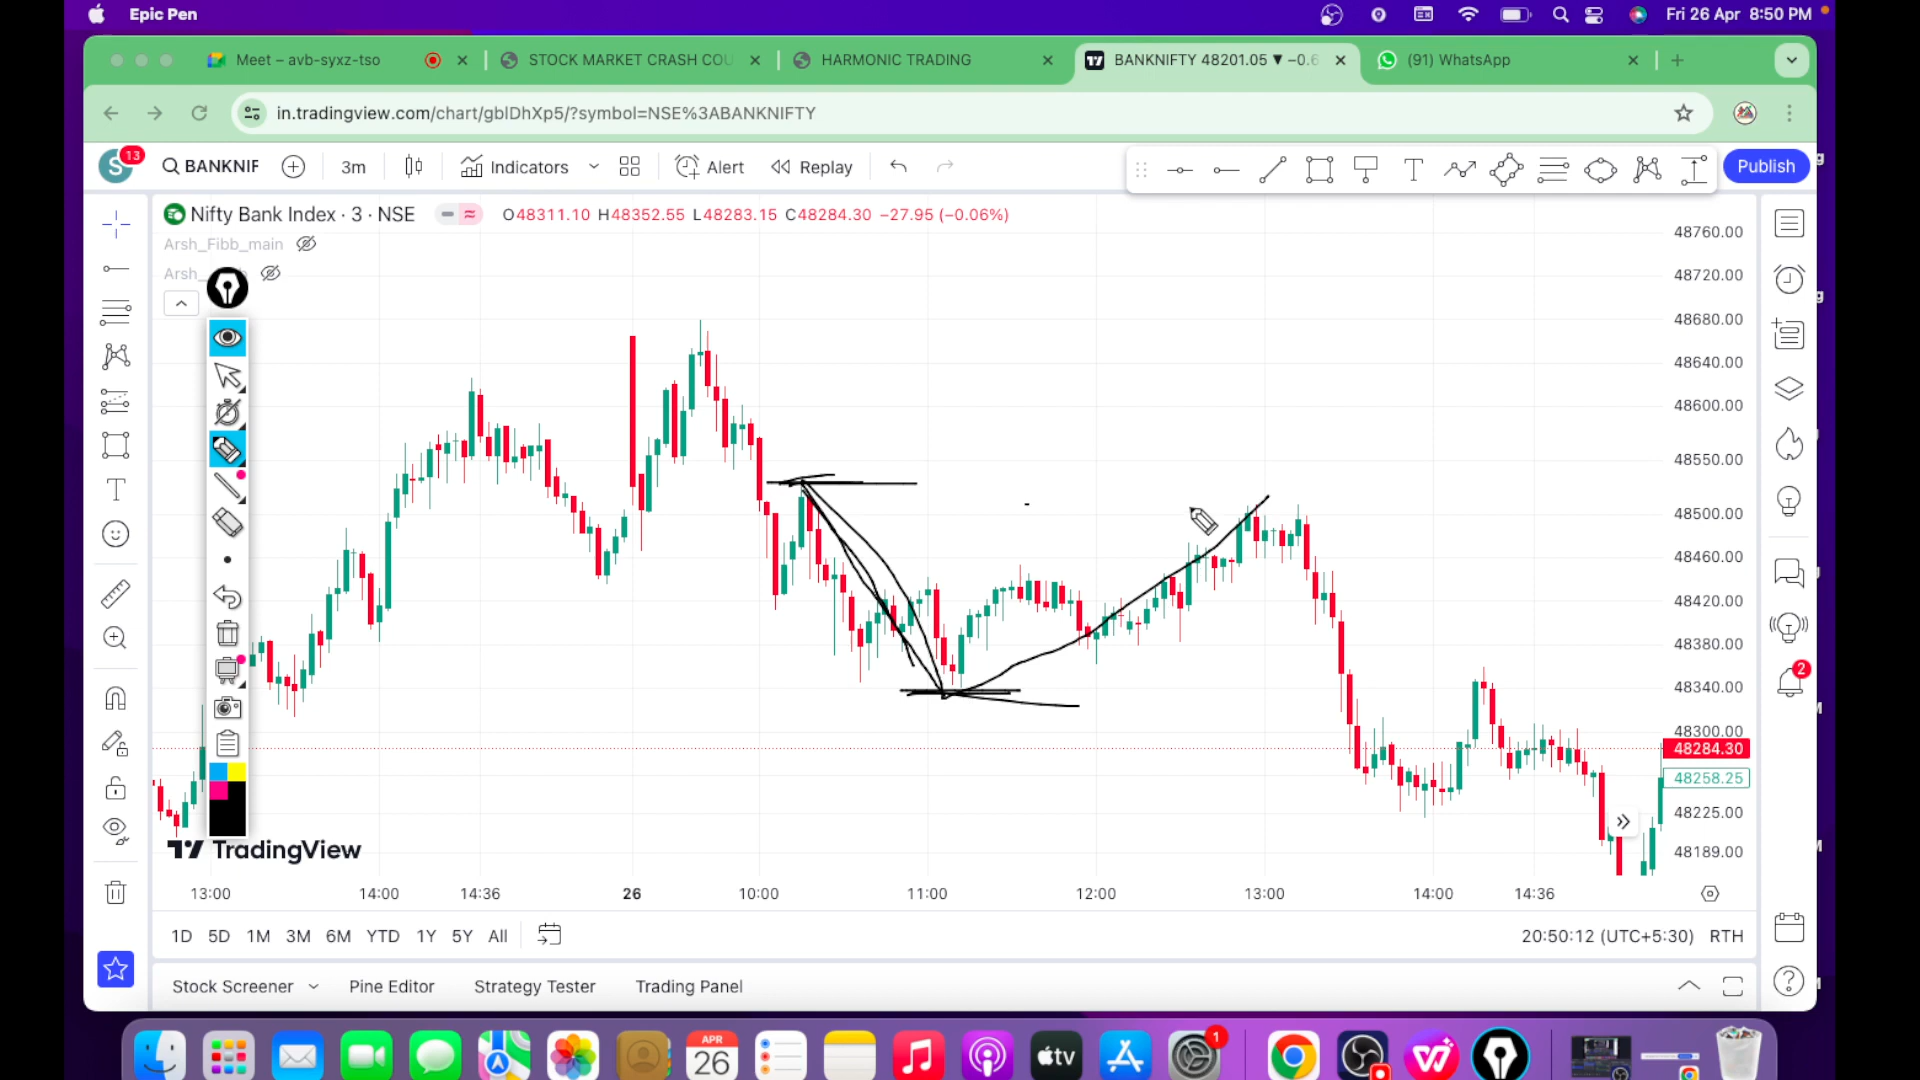 Epic Pen
Fri 26 Apr 8:50 PM
Meet – avb-syxz-tso
STOCK MARKET CRASH COU
HARMONIC TRADING
BANKNIFTY 48201.05 ▼ −0.6
(91) WhatsApp
in.tradingview.com/chart/gblDhXp5/?symbol=NSE%3ABANKNIFTY
S
13
BANKNIF
3m
Indicators
Alert
Replay
Publish
Nifty Bank Index · 3 · NSE
O48311.10 H48352.55 L48283.15 C48284.30 −27.95 (−0.06%)
Arsh_Fibb_main
Arsh_
48760.00
48720.00
48680.00
48640.00
48600.00
48550.00
48500.00
48460.00
48420.00
48380.00
48340.00
48300.00
48284.30
48258.25
48225.00
48189.00
2
TradingView
13:00
14:00
14:36
26
10:00
11:00
12:00
13:00
14:00
14:36
1D 5D 1M 3M 6M YTD 1Y 5Y All
20:50:12 (UTC+5:30) RTH
Stock Screener
Pine Editor
Strategy Tester
Trading Panel
APR
26
tv
1